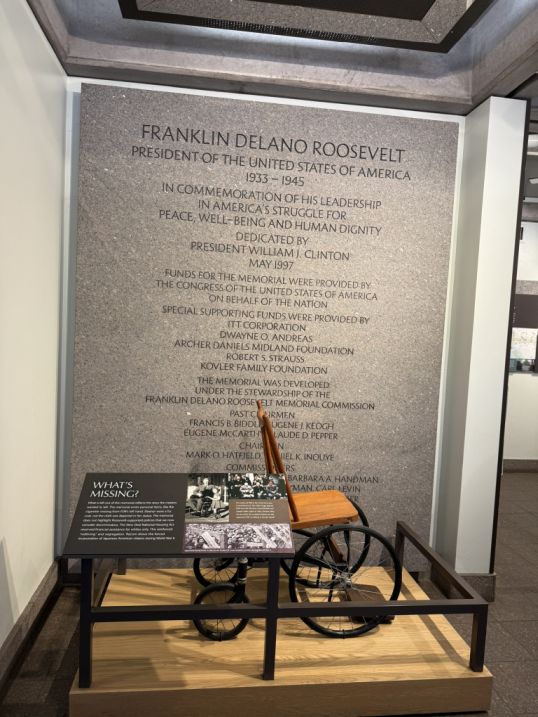 FRANKLIN DELANO ROOSEVELT
PRESIDENT OF THE UNITED STATES OF AMERICA
1933 – 1945
IN COMMEMORATION OF HIS LEADERSHIP
IN AMERICA'S STRUGGLE FOR
PEACE, WELL-BEING AND HUMAN DIGNITY
DEDICATED BY
PRESIDENT WILLIAM J. CLINTON
MAY 1997
FUNDS FOR THE MEMORIAL WERE PROVIDED BY
THE CONGRESS OF THE UNITED STATES OF AMERICA
ON BEHALF OF THE NATION
SPECIAL SUPPORTING FUNDS WERE PROVIDED BY
ITT CORPORATION
DWAYNE O. ANDREAS
ARCHER DANIELS MIDLAND FOUNDATION
ROBERT S. STRAUSS
KOVLER FAMILY FOUNDATION
THE MEMORIAL WAS DEVELOPED
UNDER THE STEWARDSHIP OF THE
FRANKLIN DELANO ROOSEVELT MEMORIAL COMMISSION
PAST CHAIRMEN
FRANCIS B. BIDDLE EUGENE J. KEOGH
EUGENE McCARTHY CLAUDE D. PEPPER
CHAIRMEN
MARK O. HATFIELD DANIEL K. INOUYE
COMMISSIONERS
BARBARA A. HANDMAN
CARL LEVIN
WHAT'S
MISSING?